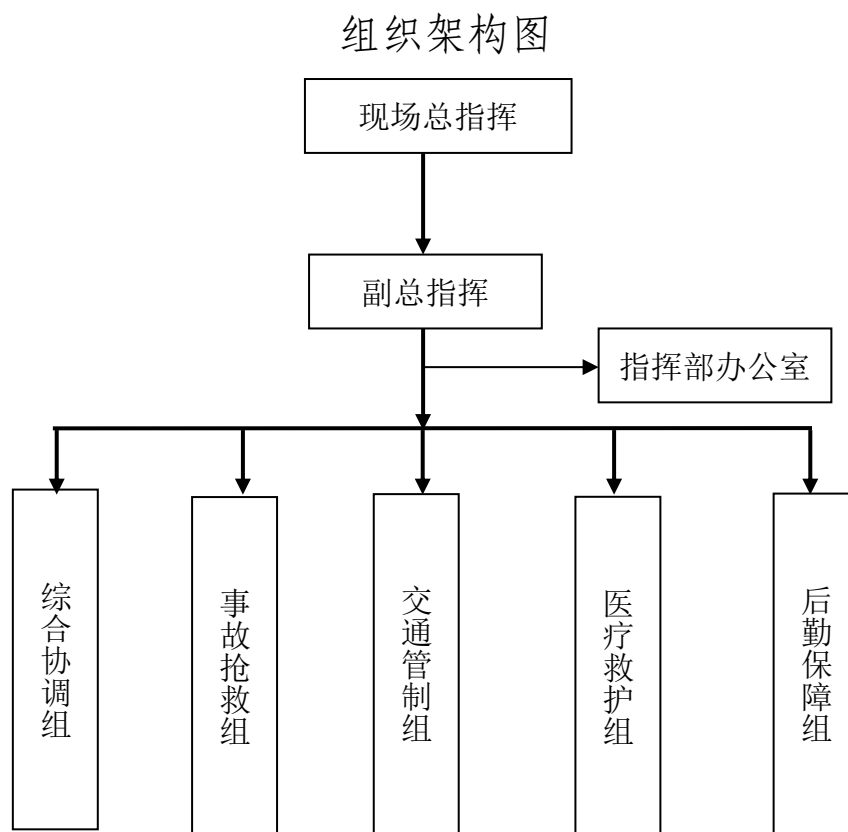 组织架构图
现场总指挥
副总指挥
指挥部办公室
综合协调组
事故抢救组
交通管制组
医疗救护组
后勤保障组